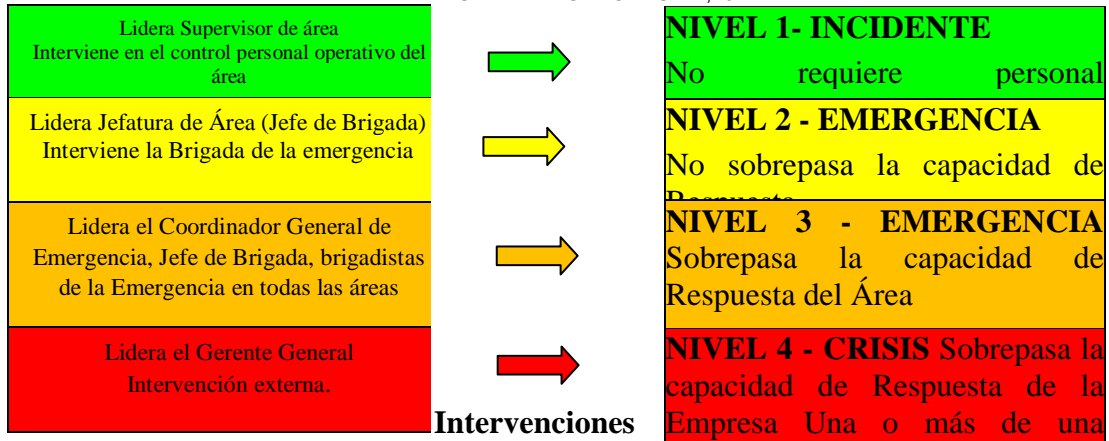 Lidera Supervisor de área
Interviene en el control personal operativo del
área
NIVEL 1- INCIDENTE
No requiere personal
Lidera Jefatura de Área (Jefe de Brigada)
Interviene la Brigada de la emergencia
NIVEL 2 - EMERGENCIA
No sobrepasa la capacidad de
Lidera el Coordinador General de
Emergencia, Jefe de Brigada, brigadistas
de la Emergencia en todas las áreas
NIVEL 3 - EMERGENCIA
Sobrepasa la capacidad de
Respuesta del Área
Lidera el Gerente General
Intervención externa.
NIVEL 4 - CRISIS Sobrepasa la
capacidad de Respuesta de la
Empresa Una o más de una
Intervenciones